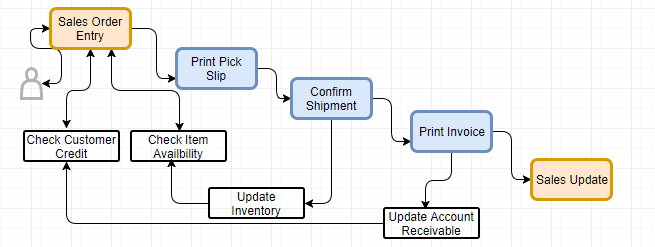 Sales Order
Entry
Print Pick
Slip
Confirm
Shipment
Print Invoice
Check Customer
Credit
Check Item
Availbility
Sales Update
Update
Inventory
Update Account
Receivable